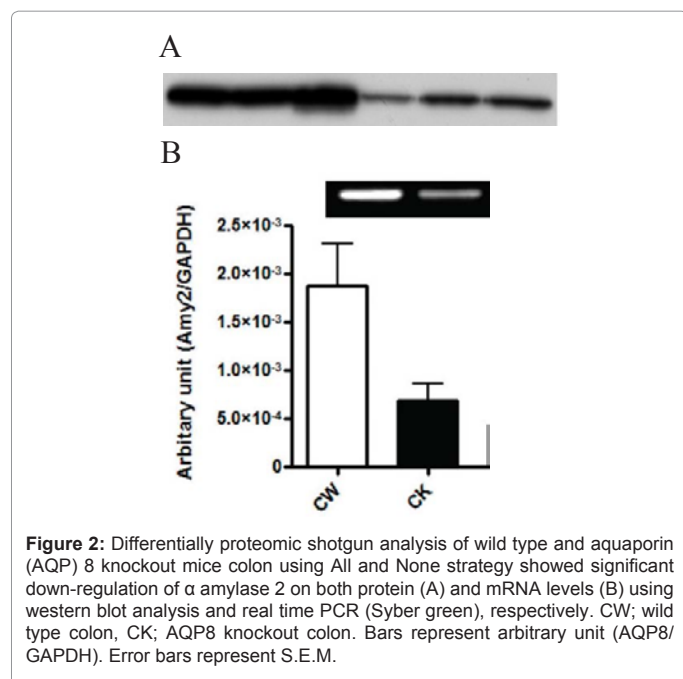 A
B
Arbitary unit (Amy2/GAPDH)
2.5×10⁻³
2.0×10⁻³
1.5×10⁻³
1.0×10⁻³
5.0×10⁻⁴
0
CW
CK
Figure 2: Differentially proteomic shotgun analysis of wild type and aquaporin
(AQP) 8 knockout mice colon using All and None strategy showed significant
down-regulation of α amylase 2 on both protein (A) and mRNA levels (B) using
western blot analysis and real time PCR (Syber green), respectively. CW; wild
type colon, CK; AQP8 knockout colon. Bars represent arbitrary unit (AQP8/
GAPDH). Error bars represent S.E.M.